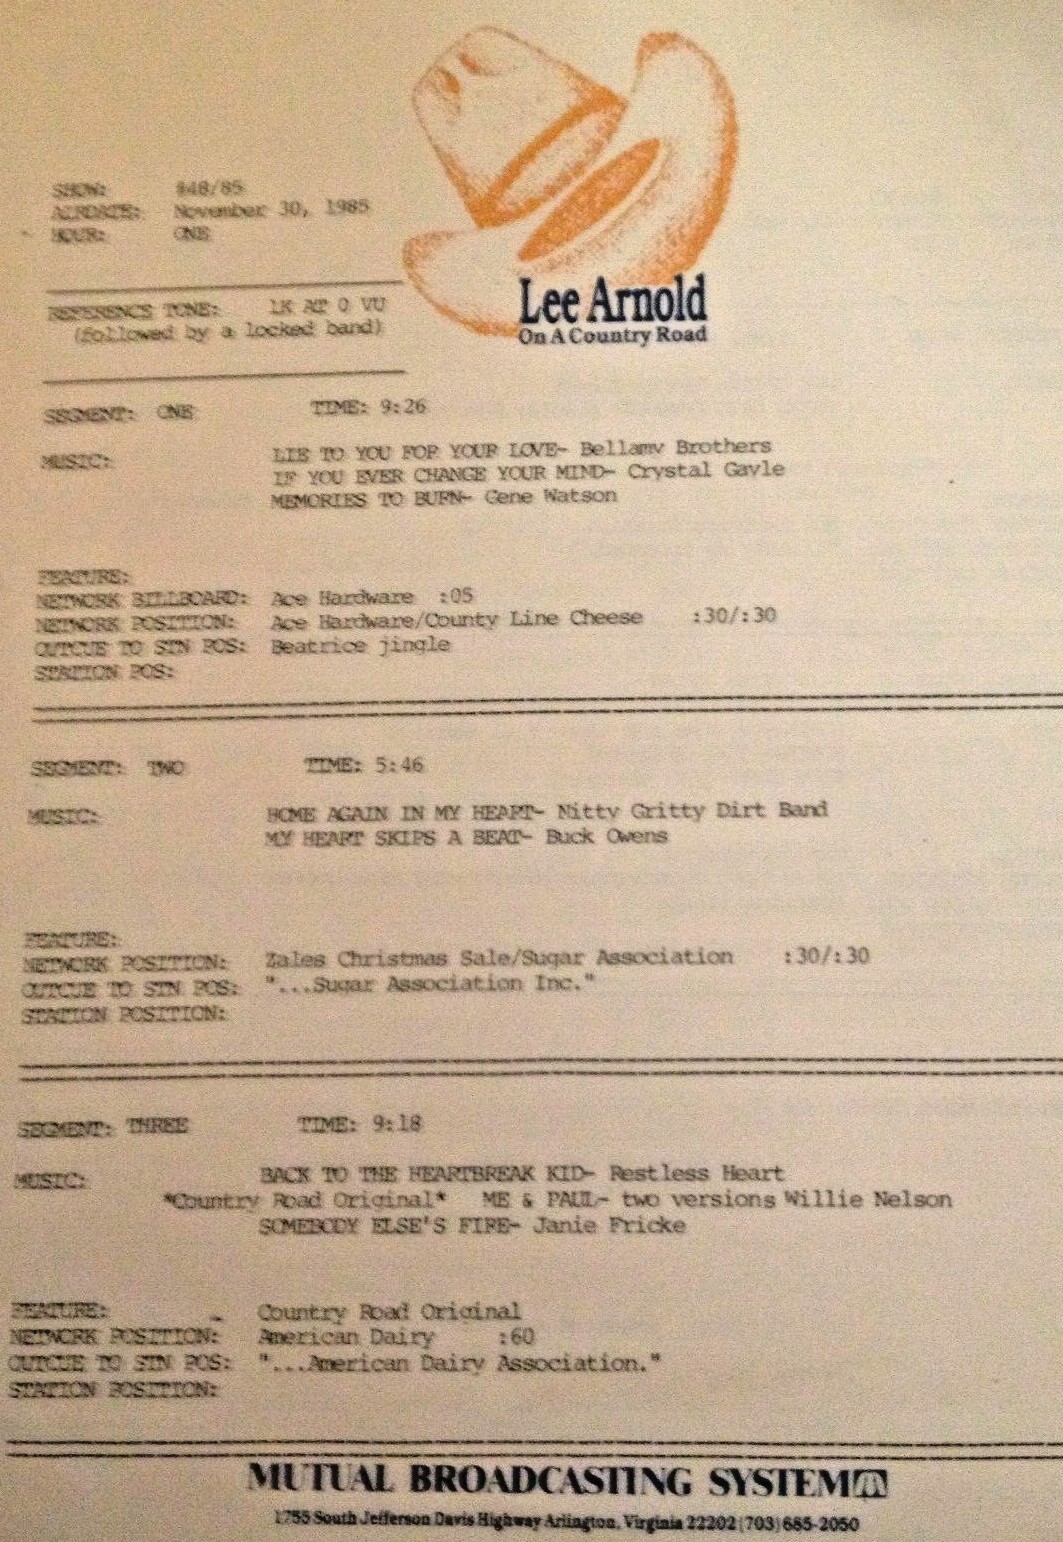 SHOW: #48/85
AIRDATE: November 30, 1985
HOUR: ONE
Lee Arnold
On A Country Road
REFERENCE TONE: 1K AT 0 VU
(followed by a locked band)
SEGMENT: ONE TIME: 9:26
MUSIC: LIE TO YOU FOR YOUR LOVE- Bellamy Brothers
IF YOU EVER CHANGE YOUR MIND- Crystal Gayle
MEMORIES TO BURN- Gene Watson
FEATURE:
NETWORK BILLBOARD: Ace Hardware :05
NETWORK POSITION: Ace Hardware/County Line Cheese :30/:30
OUTCUE TO STN POS: Beatrice jingle
STATION POS:
SEGMENT: TWO TIME: 5:46
MUSIC: HOME AGAIN IN MY HEART- Nitty Gritty Dirt Band
MY HEART SKIPS A BEAT- Buck Owens
FEATURE:
NETWORK POSITION: Zales Christmas Sale/Sugar Association :30/:30
OUTCUE TO STN POS: "...Sugar Association Inc."
STATION POSITION:
SEGMENT: THREE TIME: 9:18
MUSIC: BACK TO THE HEARTBREAK KID- Restless Heart
*Country Road Original* ME & PAUL- two versions Willie Nelson
SOMEBODY ELSE'S FIRE- Janie Fricke
FEATURE: Country Road Original
NETWORK POSITION: American Dairy :60
OUTCUE TO STN POS: "...American Dairy Association."
STATION POSITION:
MUTUAL BROADCASTING SYSTEM
1755 South Jefferson Davis Highway Arlington, Virginia 22202 (703) 685-2050